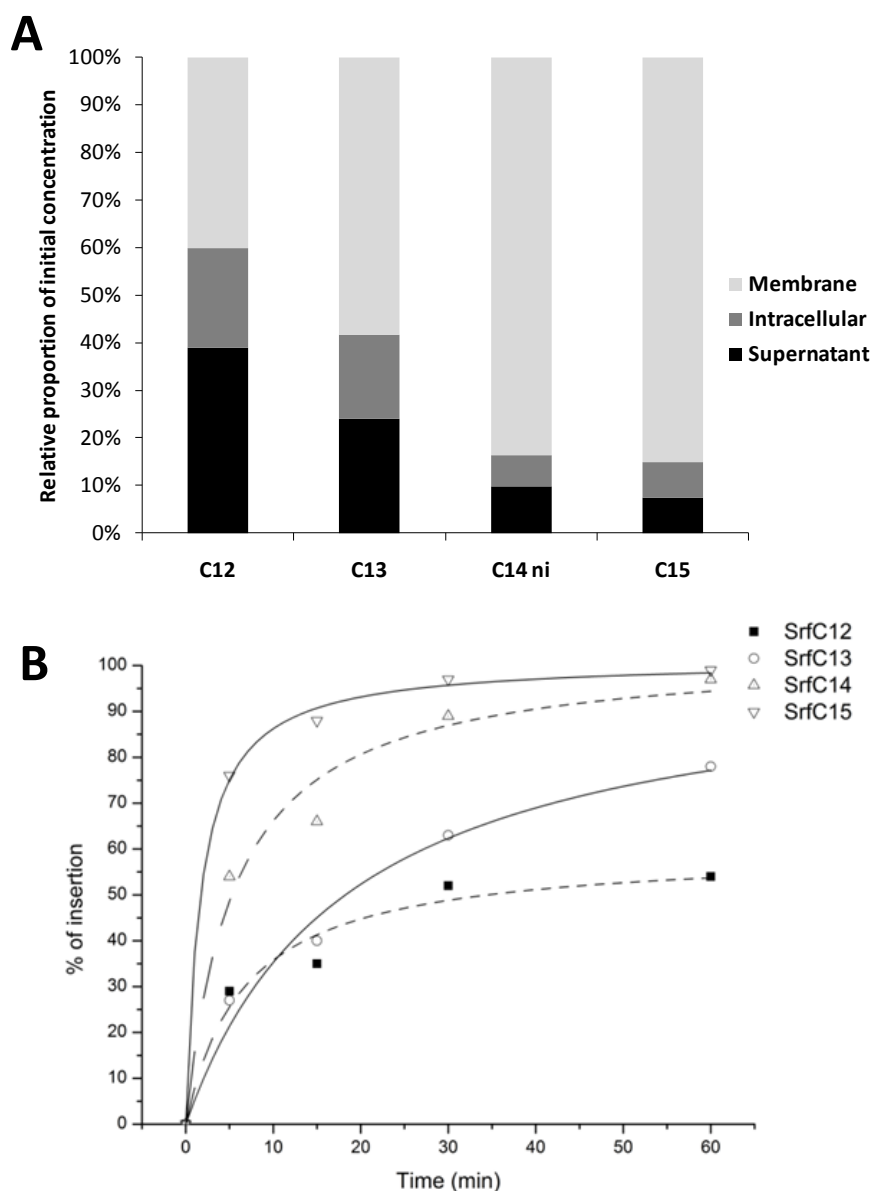 A
Relative proportion of initial concentration
100%
90%
80%
70%
60%
50%
40%
30%
20%
10%
0%
C12 C13 C14 ni C15
Membrane
Intracellular
Supernatant
B
% of insertion
100
90
80
70
60
50
40
30
20
10
0
0 10 20 30 40 50 60
Time (min)
SrfC12
SrfC13
SrfC14
SrfC15